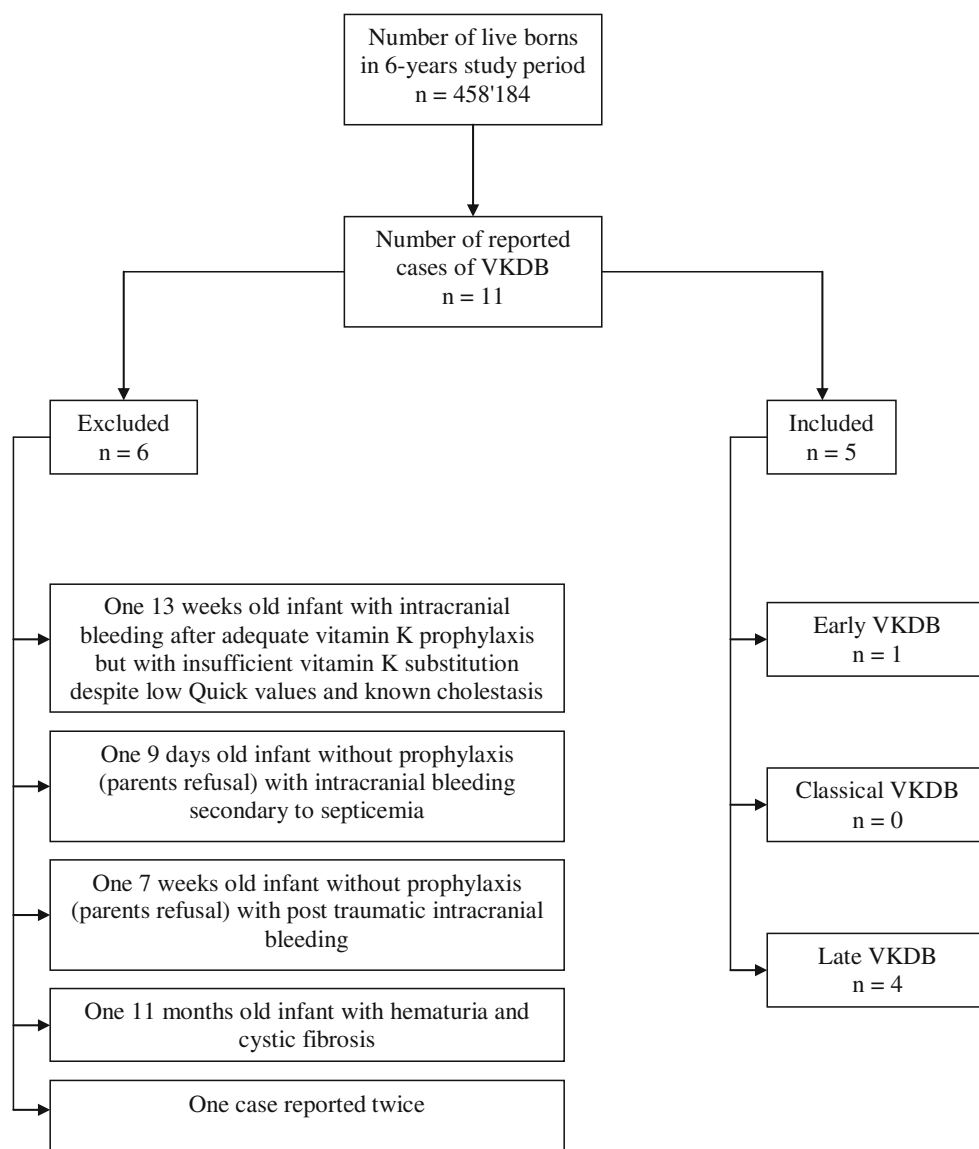 Number of live borns
in 6-years study period
n = 458'184
Number of reported
cases of VKDB
n = 11
Excluded
n = 6
Included
n = 5
One 13 weeks old infant with intracranial
bleeding after adequate vitamin K prophylaxis
but with insufficient vitamin K substitution
despite low Quick values and known cholestasis
One 9 days old infant without prophylaxis
(parents refusal) with intracranial bleeding
secondary to septicemia
One 7 weeks old infant without prophylaxis
(parents refusal) with post traumatic intracranial
bleeding
One 11 months old infant with hematuria and
cystic fibrosis
One case reported twice
Early VKDB
n = 1
Classical VKDB
n = 0
Late VKDB
n = 4